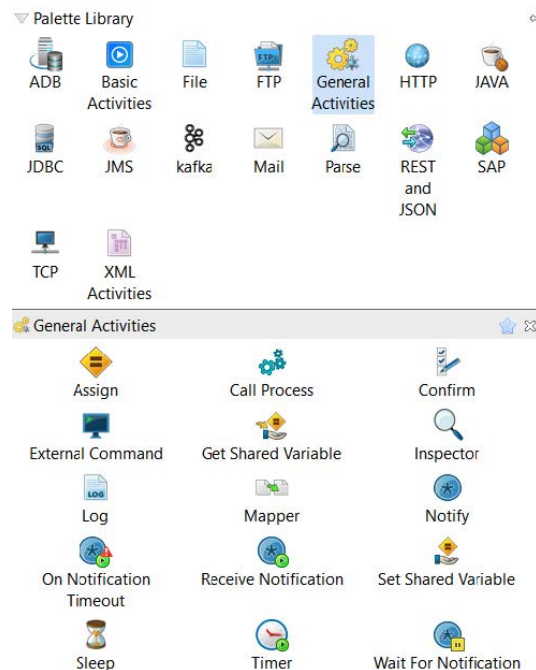 Palette Library
ADB Basic Activities File FTP General Activities HTTP JAVA
JDBC JMS kafka Mail Parse REST and JSON SAP
TCP XML Activities
General Activities
Assign Call Process Confirm
External Command Get Shared Variable Inspector
Log Mapper Notify
On Notification Timeout Receive Notification Set Shared Variable
Sleep Timer Wait For Notification